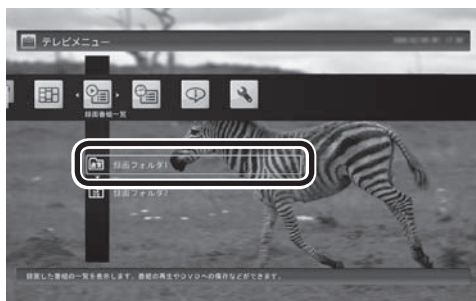 テレビメニュー
録画番組一覧
録画フォルダ1
録画フォルダ2
録画した番組の一覧を表示します。番組の再生やDVDへの保存などができます。